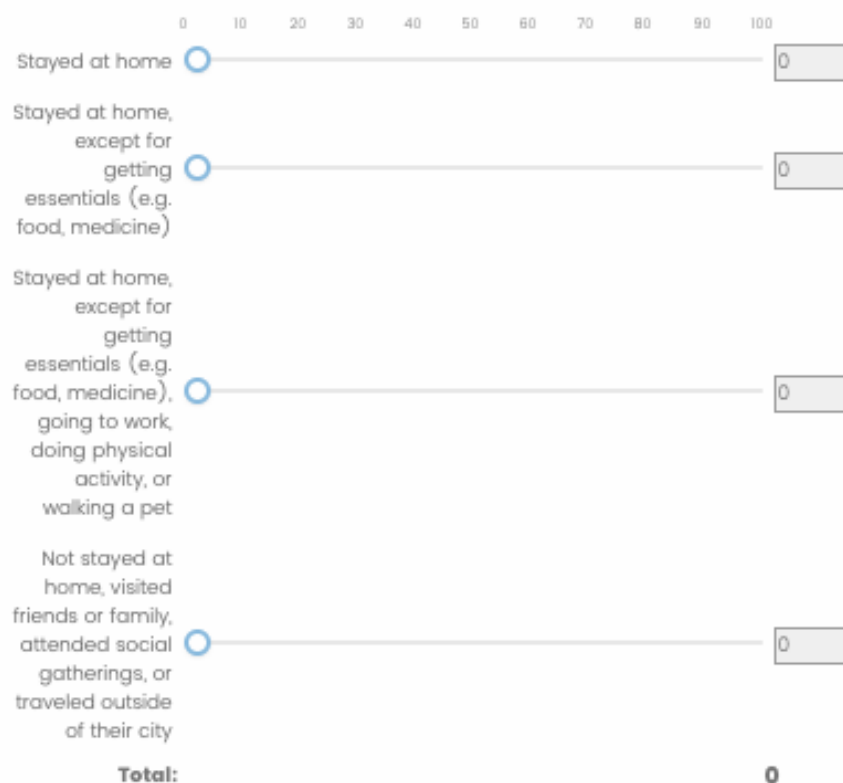 0 10 20 30 40 50 60 70 80 90 100
Stayed at home 0
Stayed at home,
except for
getting 0
essentials (e.g.
food, medicine)
Stayed at home,
except for
getting
essentials (e.g.
food, medicine), 0
going to work,
doing physical
activity, or
walking a pet
Not stayed at
home, visited
friends or family,
attended social 0
gatherings, or
traveled outside
of their city
Total: 0